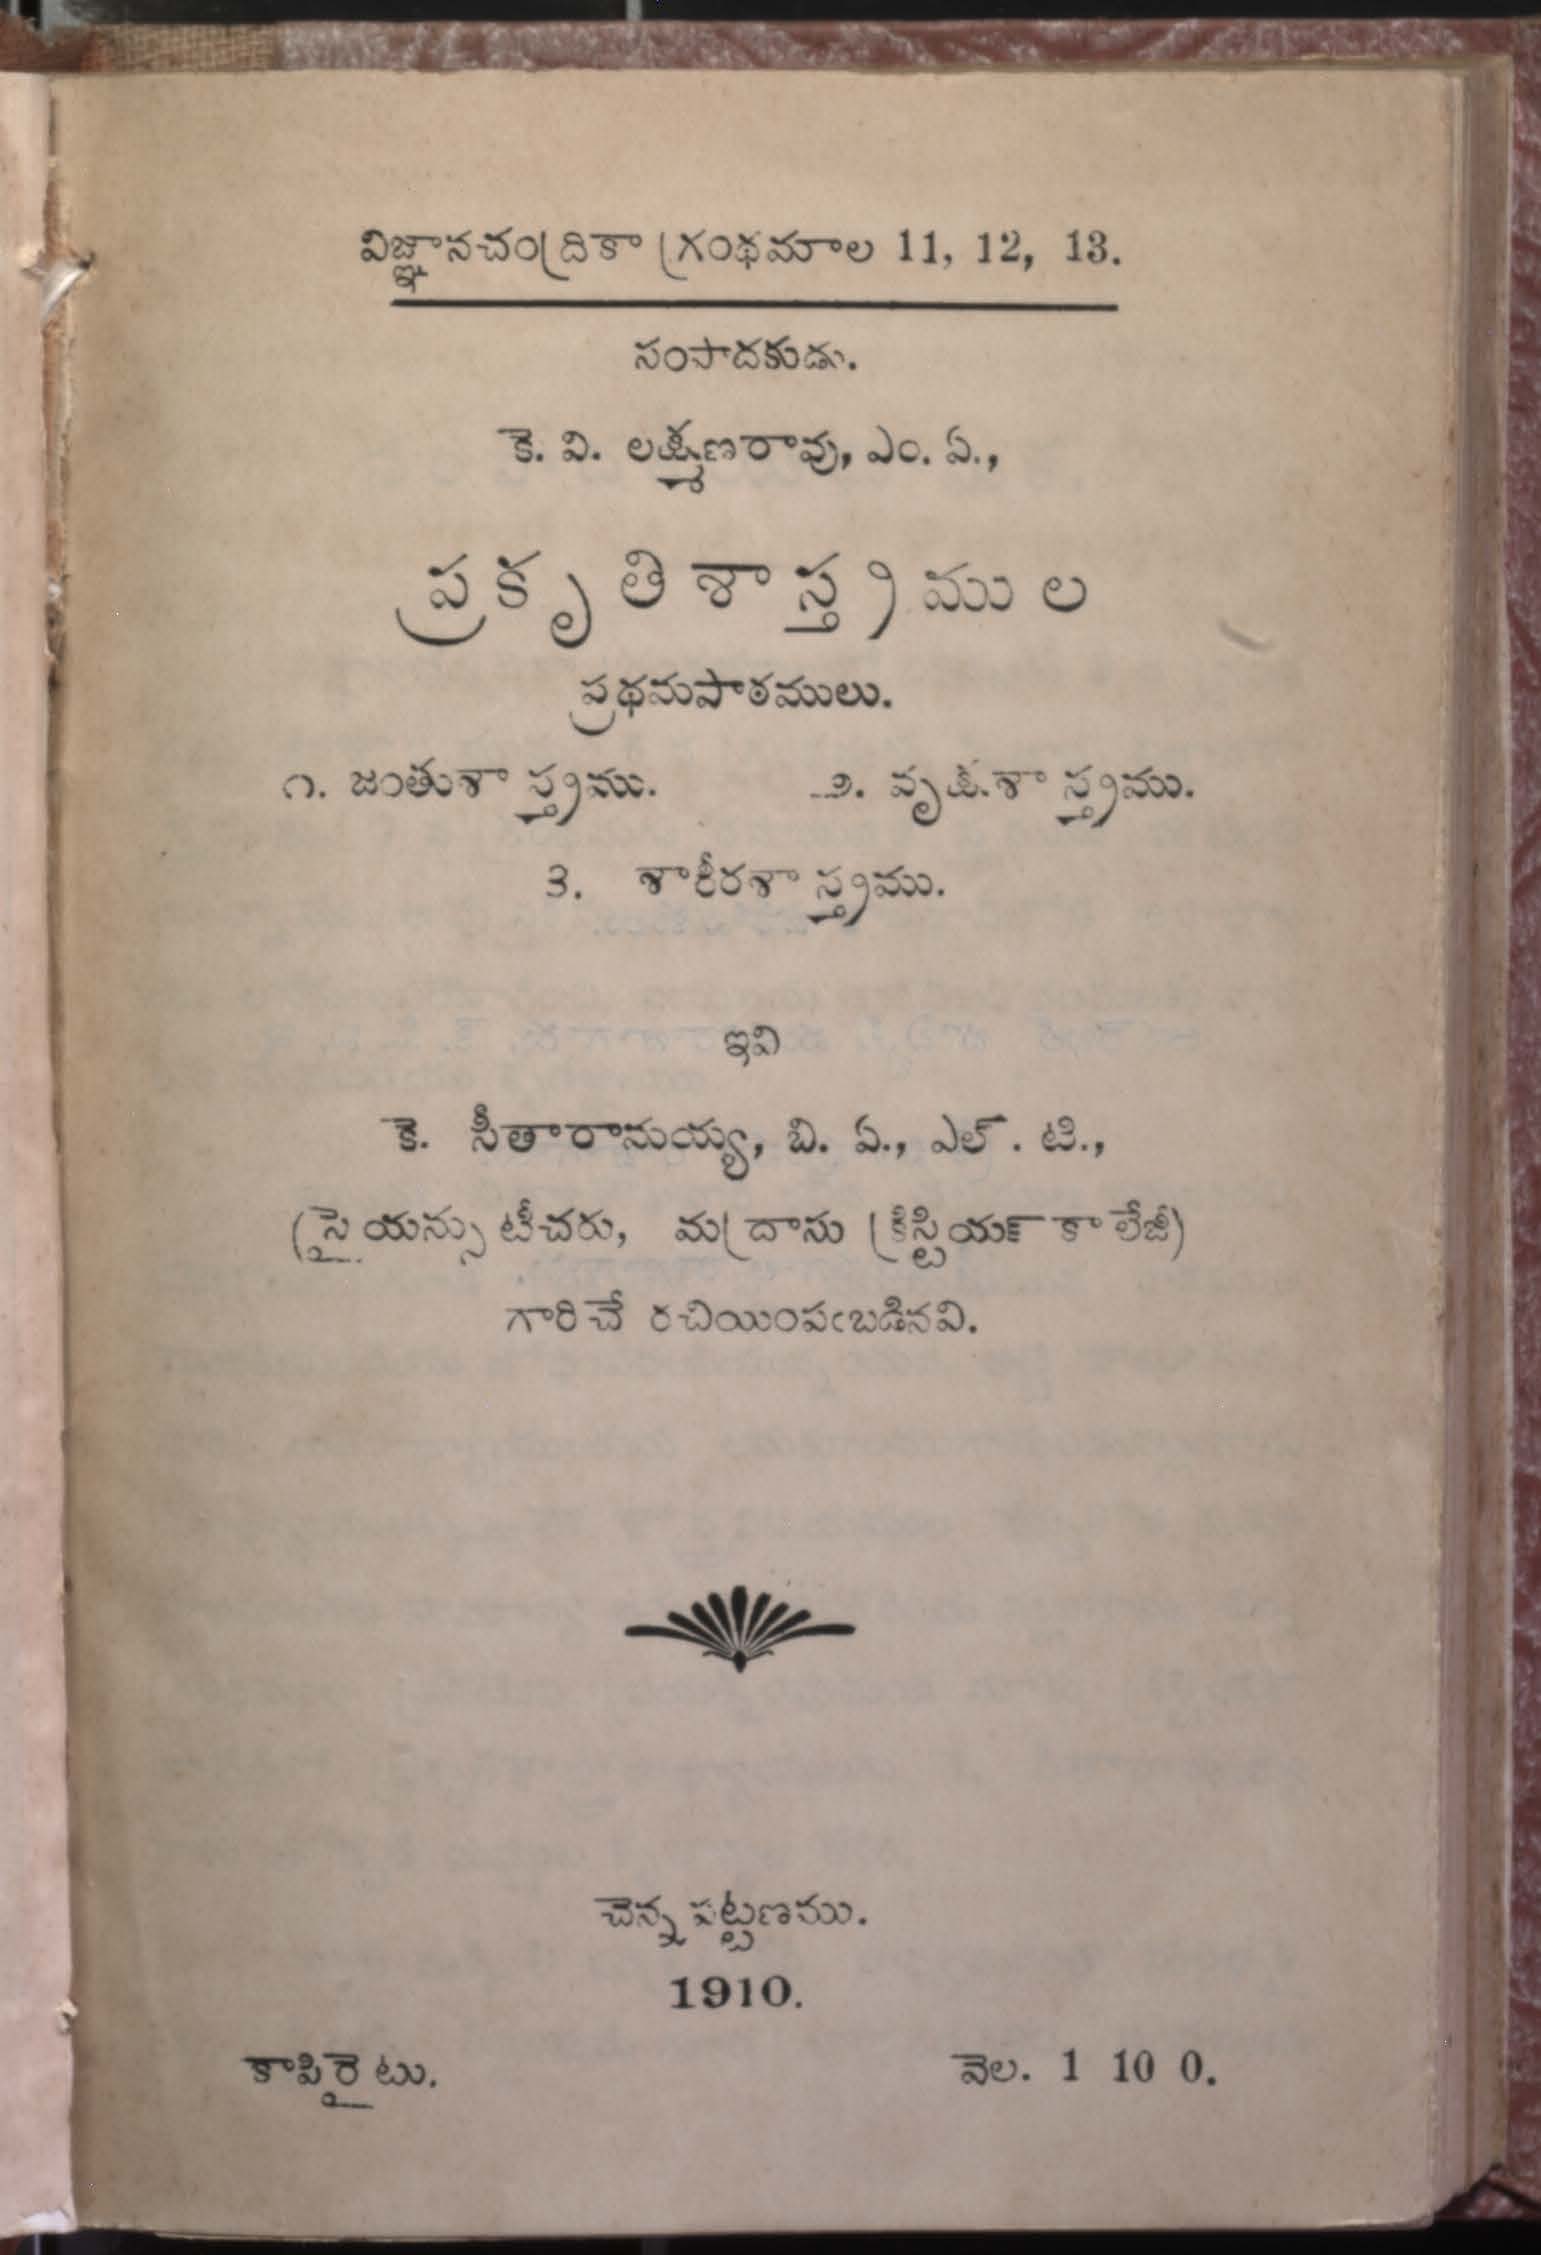 విజ్ఞానచంద్రికా గ్రంథమాల 11, 12, 13.
సంపాదకుడు.
కె. వి. లక్ష్మణరావు, ఎం. ఏ.,
ప్రకృతిశాస్త్రముల
ప్రథమపాఠములు.
౧. జంతుశాస్త్రము. ౨. వృక్షశాస్త్రము.
౩. శారీరశాస్త్రము.
ఇవి
కె. సీతారామయ్య, బి. ఏ., ఎల్. టి.,
(సైయన్సు టీచరు, మద్రాసు క్రిస్టియన్ కాలేజీ)
గారిచే రచియింపఁబడినవి.
చెన్నపట్టణము.
1910.
కాపిరైటు. వెల. 1 10 0.